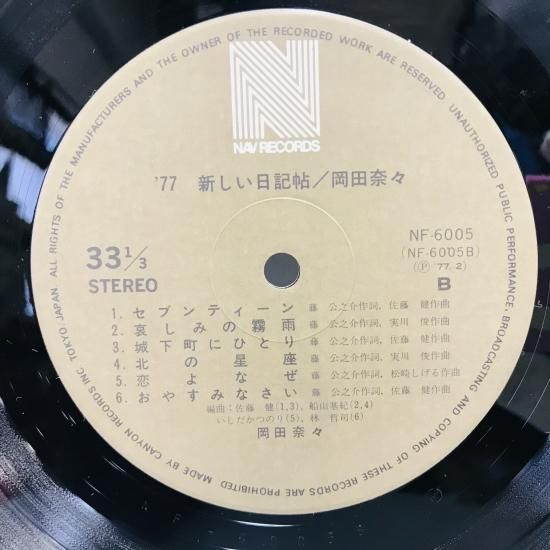 ALL RIGHTS OF THE MANUFACTURERS AND THE OWNER OF THE RECORDED WORK ARE RESERVED UNAUTHORIZED PUBLIC PERFORMANCE, BROADCASTING AND COPYING OF THESE RECORDS ARE PROHIBITED. MADE BY CANYON RECORDS INC. TOKYO JAPAN
N
NAV RECORDS
'77 新しい日記帖/岡田奈々
33 1/3
STEREO
NF-6005
(NF-6005B)
(Ⓟ '77. 2)
B
1. セブンティーン 藤 公之介作詞、佐藤 健作曲
2. 哀しみの霧雨 藤 公之介作詞、実川 俊作曲
3. 城下町にひとり 藤 公之介作詞、佐藤 健作曲
4. 北の星座 藤 公之介作詞、実川 俊作曲
5. 恋よなぜ 藤 公之介作詞、松崎しげる作曲
6. おやすみなさい 藤 公之介作詞、佐藤 健作曲
編曲:佐藤 健(1,3)、船山基紀(2,4)
いしだかつのり(5)、林 哲司(6)
岡田奈々